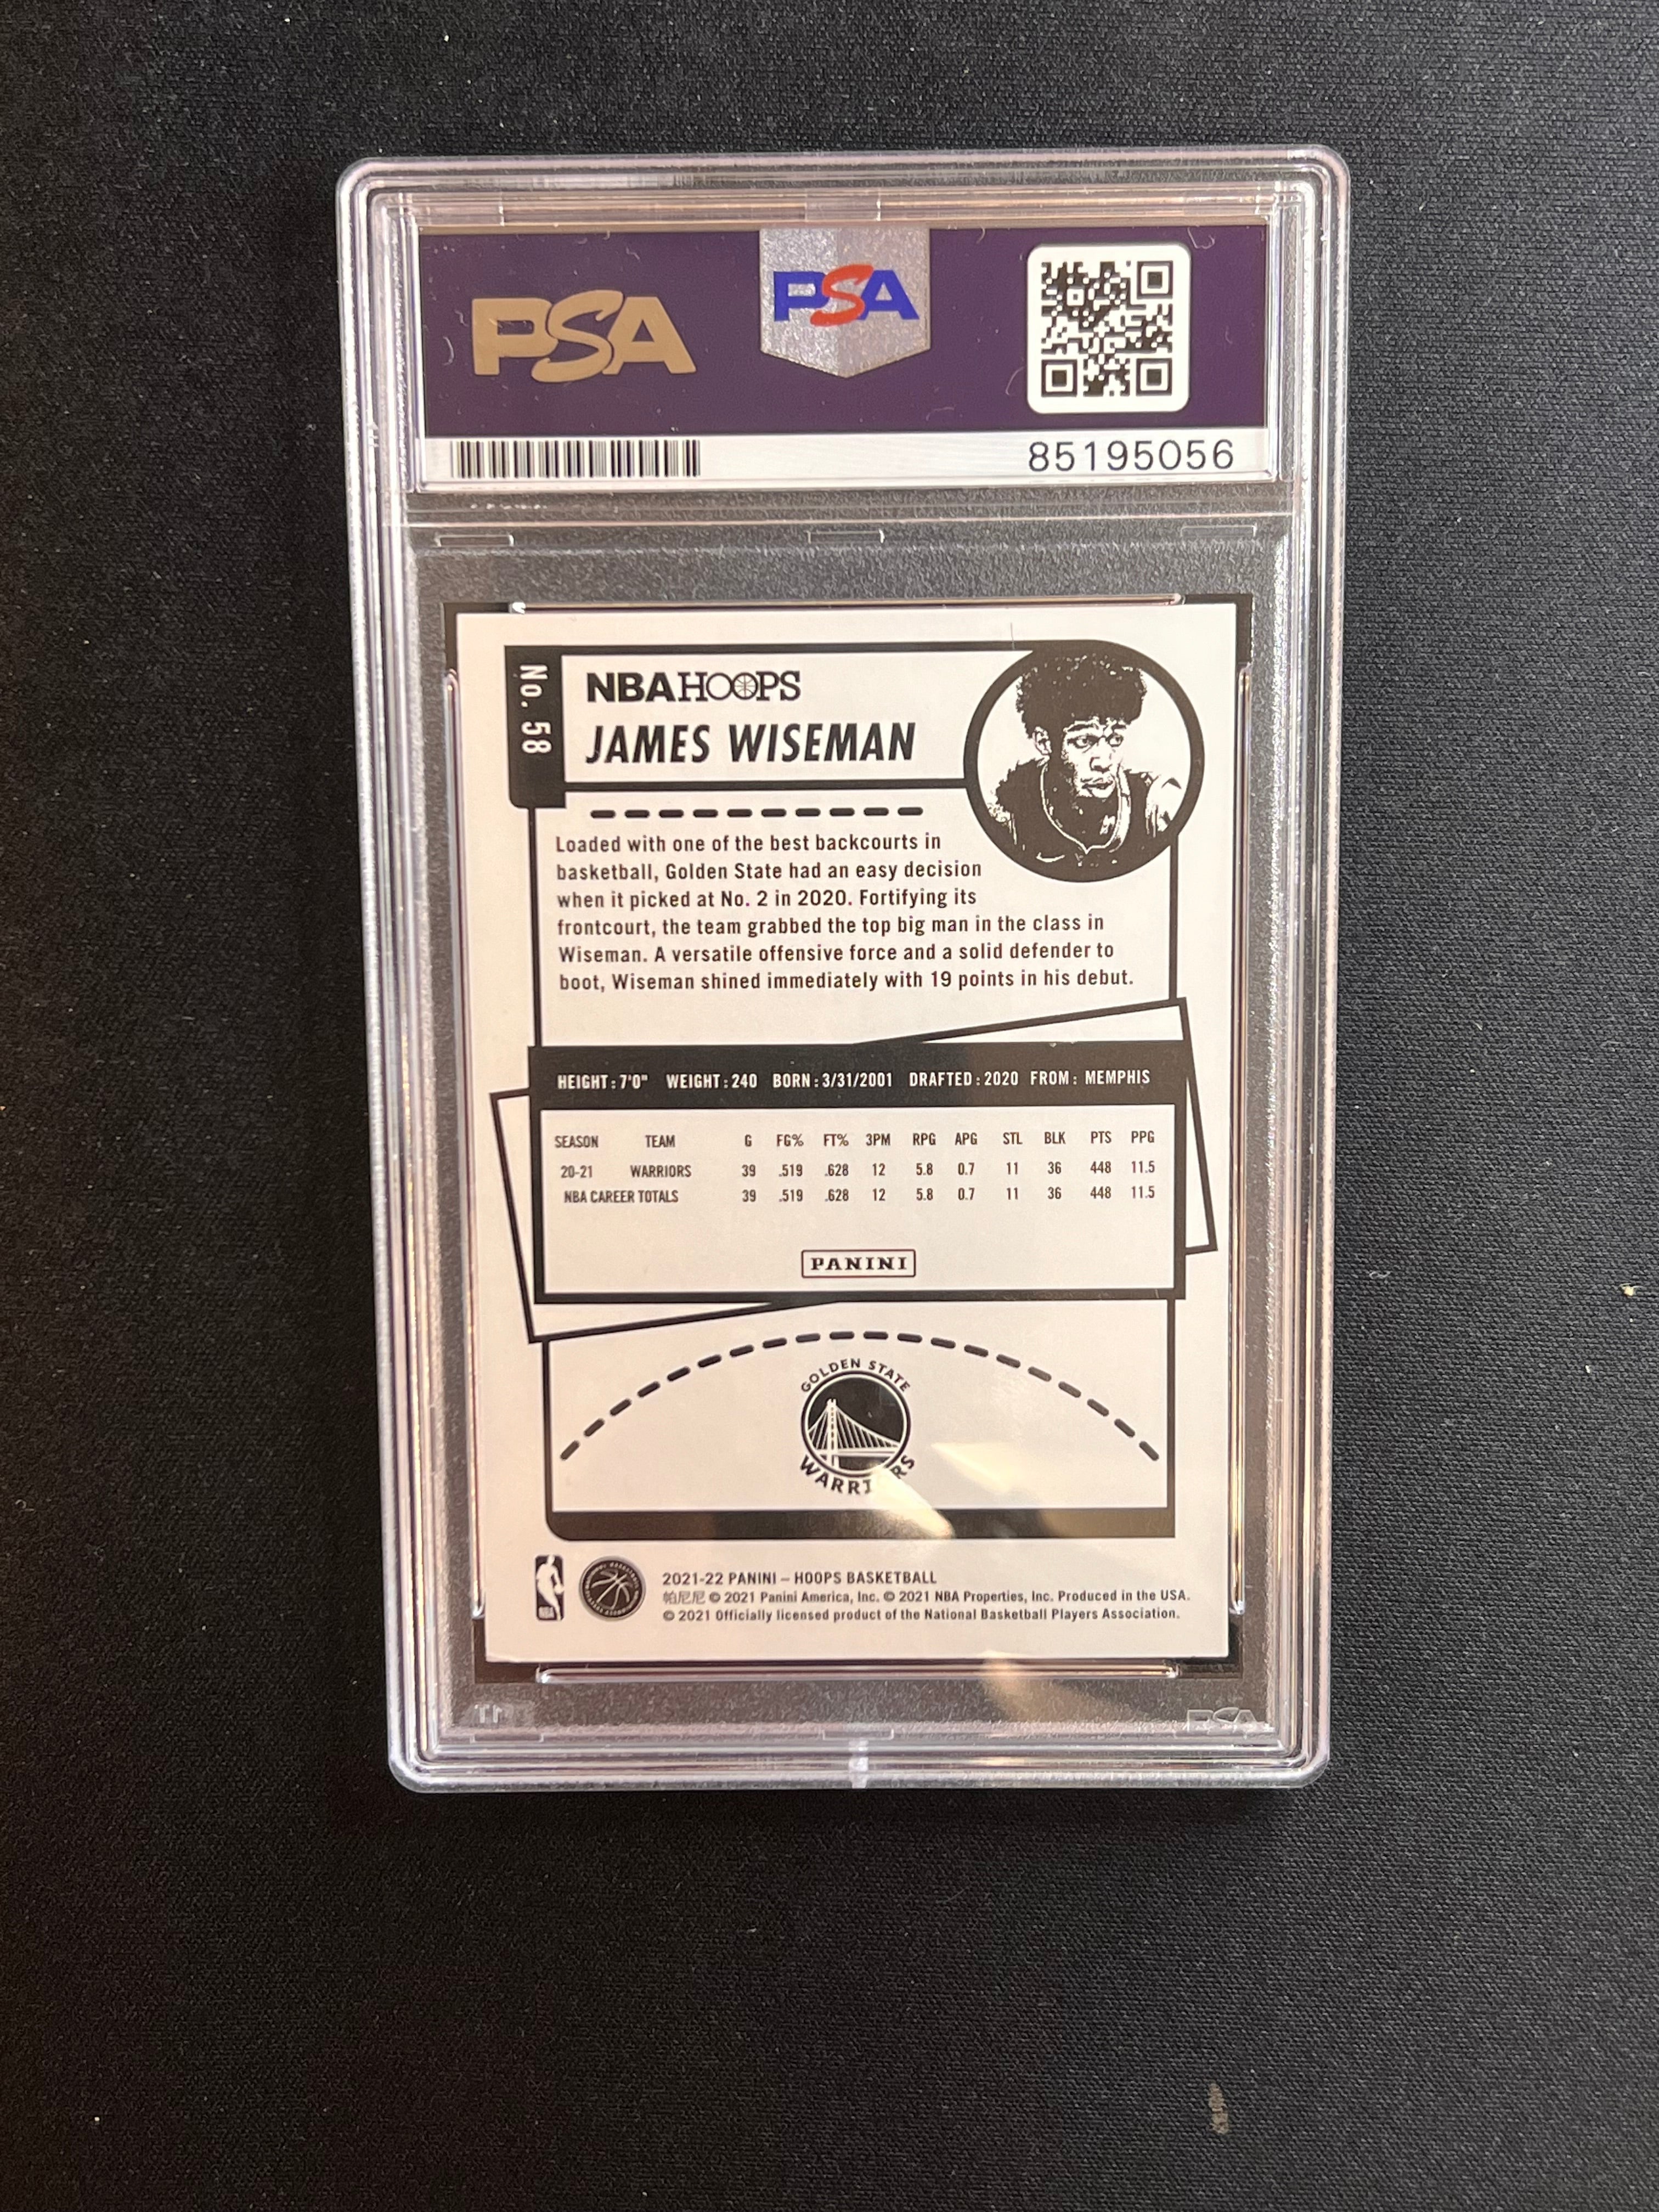 PSA
PSA
85195056
No. 58
NBA HOOPS
JAMES WISEMAN
Loaded with one of the best backcourts in
basketball, Golden State had an easy decision
when it picked at No. 2 in 2020. Fortifying its
frontcourt, the team grabbed the top big man in the class in
Wiseman. A versatile offensive force and a solid defender to
boot, Wiseman shined immediately with 19 points in his debut.
HEIGHT: 7'0" WEIGHT: 240 BORN: 3/31/2001 DRAFTED: 2020 FROM: MEMPHIS
SEASON TEAM G FG% FT% 3PM RPG APG STL BLK PTS PPG
20-21 WARRIORS 39 .519 .628 12 5.8 0.7 11 36 448 11.5
NBA CAREER TOTALS 39 .519 .628 12 5.8 0.7 11 36 448 11.5
PANINI
GOLDEN STATE
WARRIORS
NBA
2021-22 PANINI – HOOPS BASKETBALL
帕尼尼 © 2021 Panini America, Inc. © 2021 NBA Properties, Inc. Produced in the USA.
© 2021 Officially licensed product of the National Basketball Players Association.
PSA